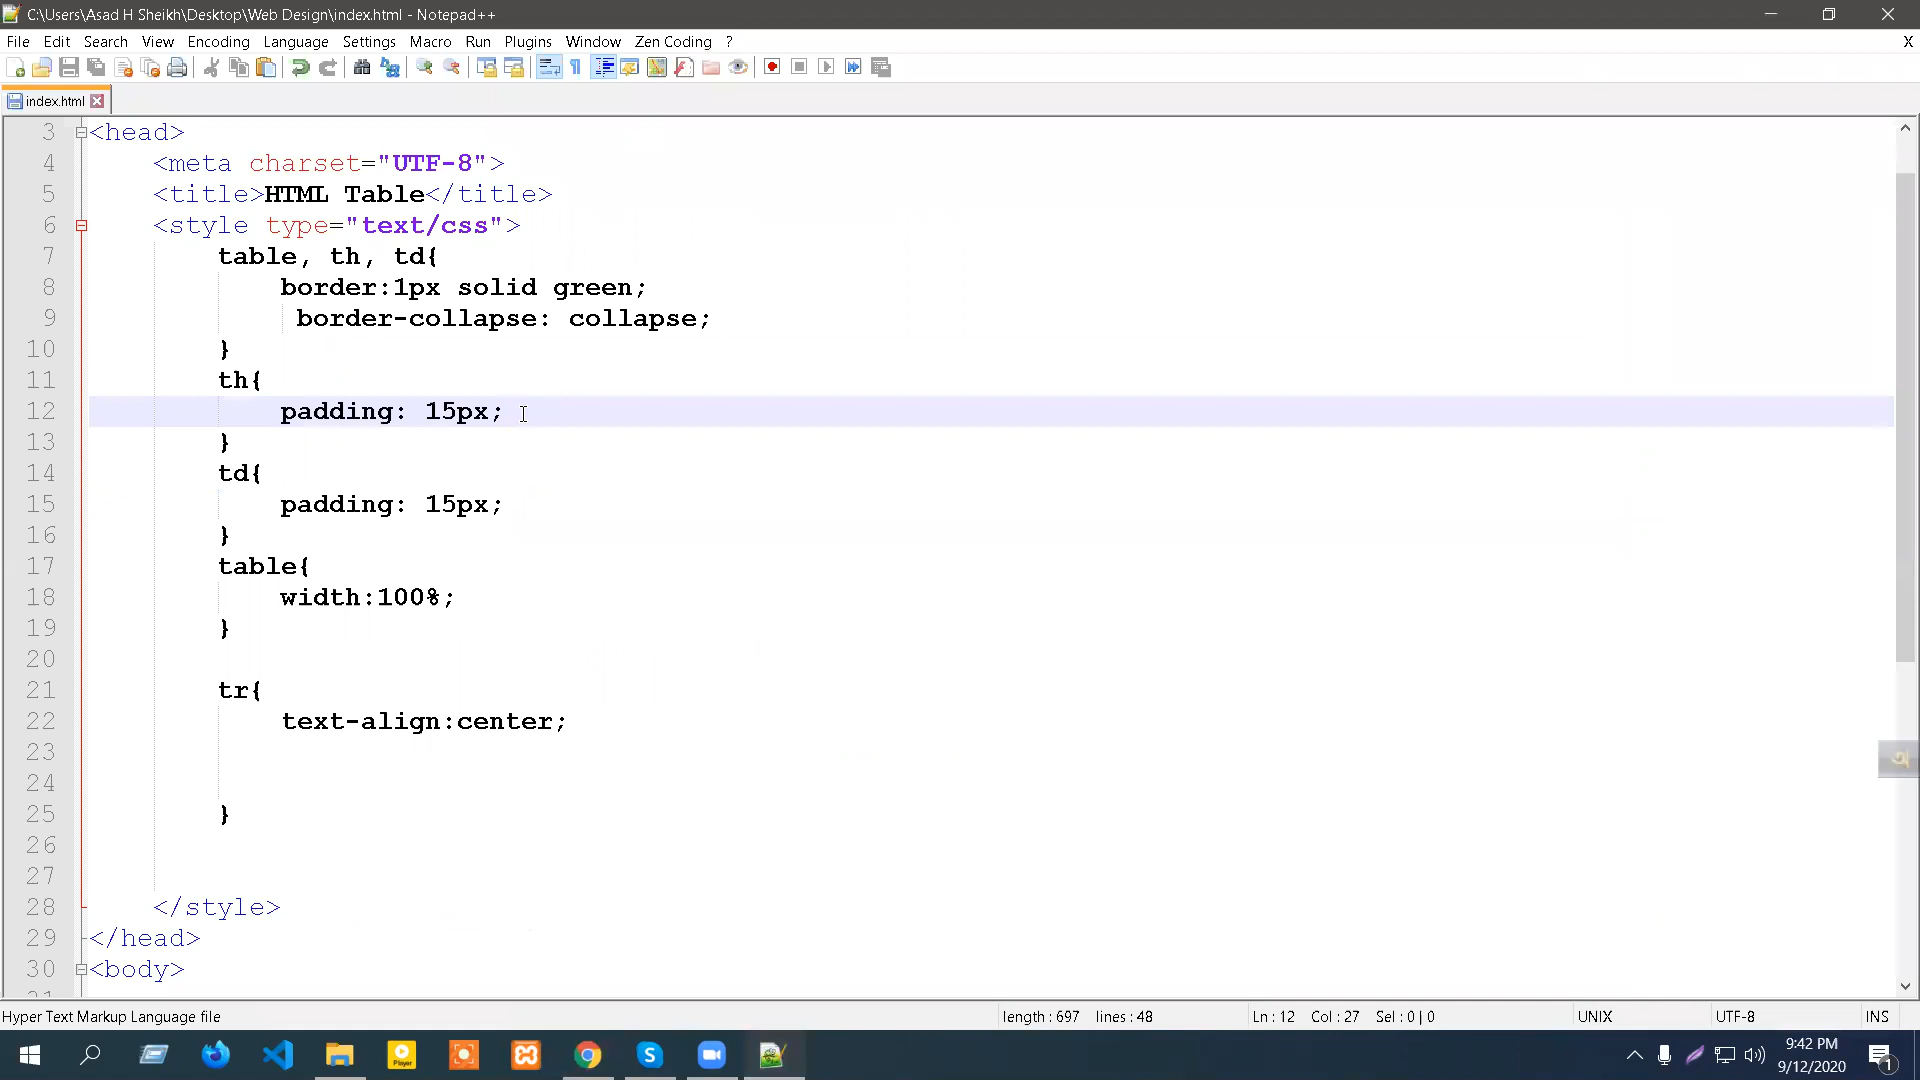 C:\Users\Asad H Sheikh\Desktop\Web Design\index.html - Notepad++
File Edit Search View Encoding Language Settings Macro Run Plugins Window Zen Coding ? X
index.html
3 <head>
4 <meta charset="UTF-8">
5 <title>HTML Table</title>
6 <style type="text/css">
7 table, th, td{
8 border:1px solid green;
9 border-collapse: collapse;
10 }
11 th{
12 padding: 15px;
13 }
14 td{
15 padding: 15px;
16 }
17 table{
18 width:100%;
19 }
20
21 tr{
22 text-align:center;
23
24
25 }
26
27
28 </style>
29 </head>
30 <body>
31
Hyper Text Markup Language file length : 697 lines : 48 Ln : 12 Col : 27 Sel : 0 | 0 UNIX UTF-8 INS
Player
9:42 PM
9/12/2020
1